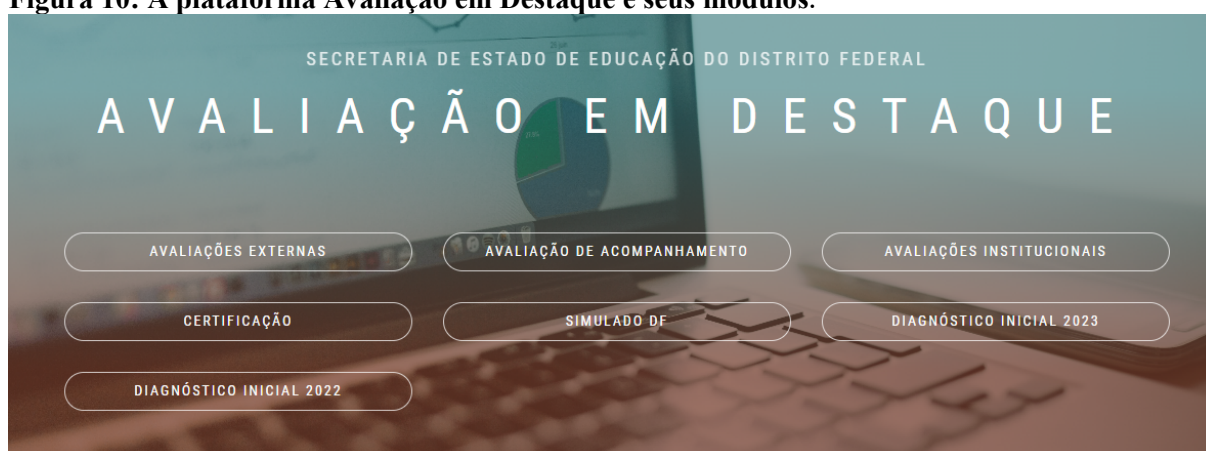 Figura 10: A plataforma Avaliação em Destaque e seus módulos.
SECRETARIA DE ESTADO DE EDUCAÇÃO DO DISTRITO FEDERAL
AVALIAÇÃO EM DESTAQUE
AVALIAÇÕES EXTERNAS
AVALIAÇÃO DE ACOMPANHAMENTO
AVALIAÇÕES INSTITUCIONAIS
CERTIFICAÇÃO
SIMULADO DF
DIAGNÓSTICO INICIAL 2023
DIAGNÓSTICO INICIAL 2022